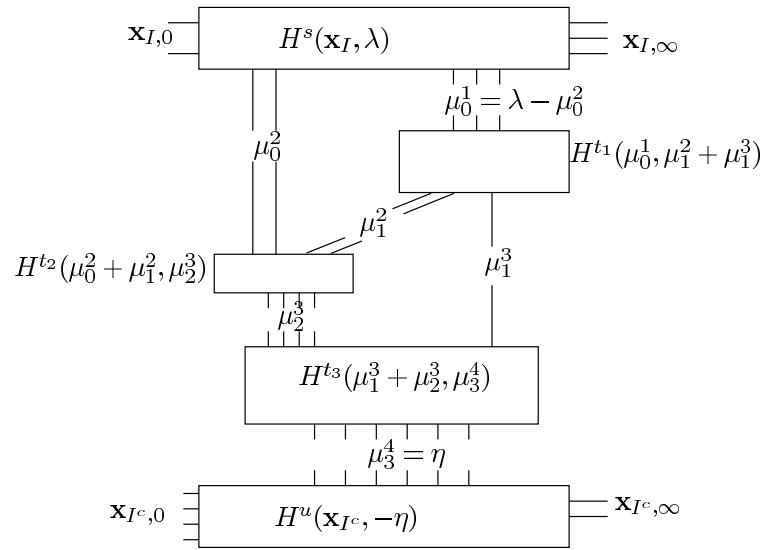 𝐱_{I,0} H^s(𝐱_I, λ) 𝐱_{I,∞}
μ_0^1 = λ − μ_0^2
μ_0^2 H^{t_1}(μ_0^1, μ_1^2 + μ_1^3)
μ_1^2
H^{t_2}(μ_0^2 + μ_1^2, μ_2^3) μ_1^3
μ_2^3
H^{t_3}(μ_1^3 + μ_2^3, μ_3^4)
μ_3^4 = η
𝐱_{I^c,0} H^u(𝐱_{I^c}, −η) 𝐱_{I^c,∞}